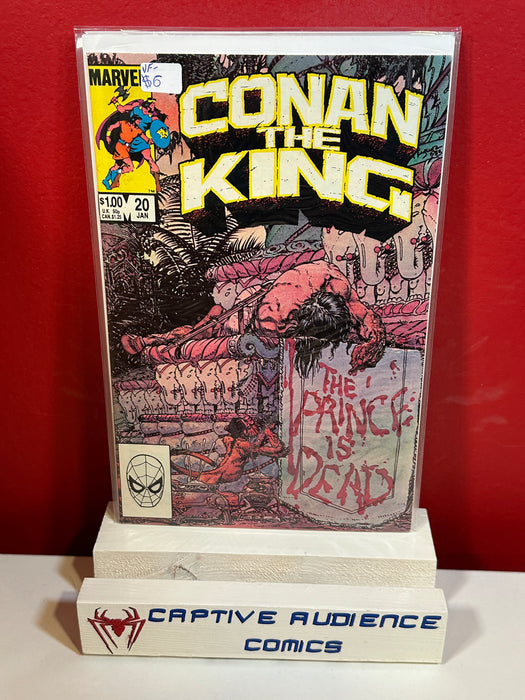 MARVEL
VF-
$6
CONAN
THE
KING
$1.00
U.K. 50p
CAN. $1.25
20
JAN
TM
THE
PRINCE
IS
DEAD
CAPTIVE AUDIENCE
COMICS